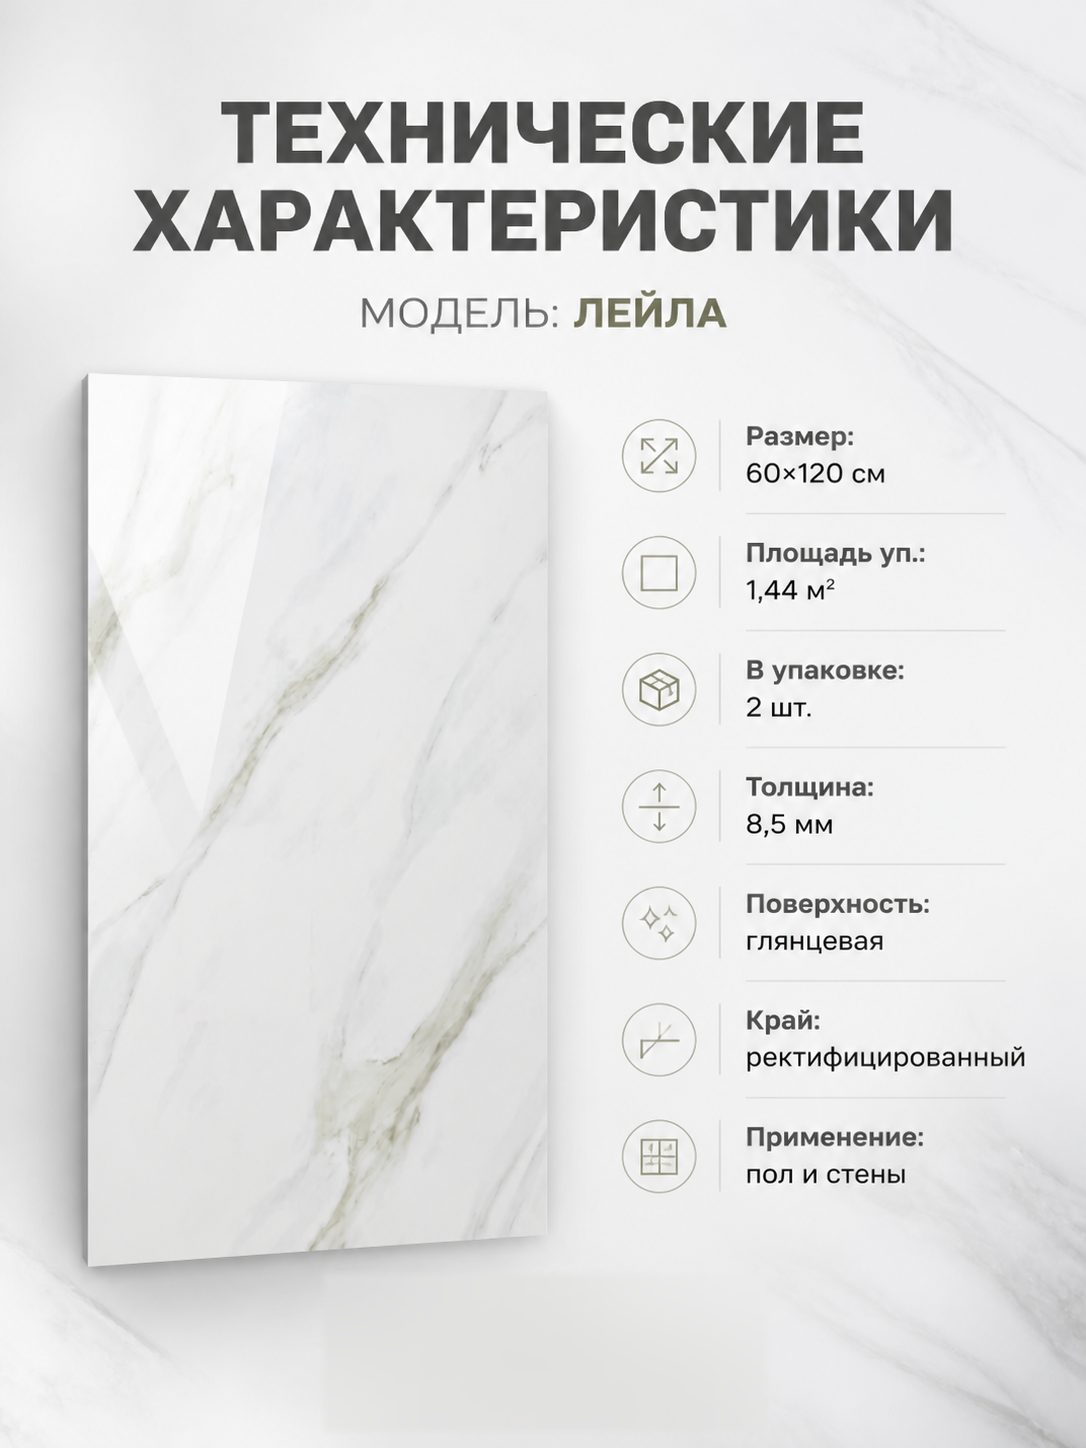 ТЕХНИЧЕСКИЕ
ХАРАКТЕРИСТИКИ
МОДЕЛЬ: ЛЕЙЛА
Размер:
60×120 см
Площадь уп.:
1,44 м²
В упаковке:
2 шт.
Толщина:
8,5 мм
Поверхность:
глянцевая
Край:
ректифицированный
Применение:
пол и стены